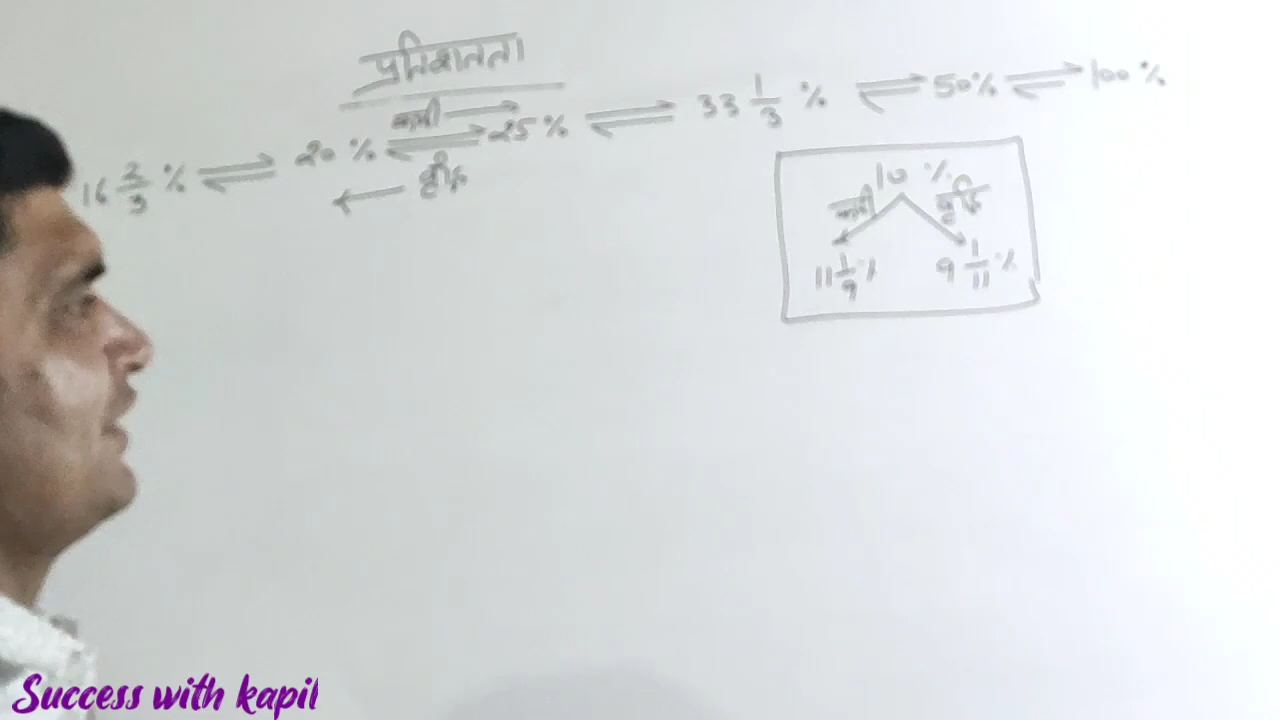 प्रतिशतता
16 2/3 % ⇌ 20 % ⇌ 25 % ⇌ 33 1/3 % ⇌ 50% ⇌ 100 %
कमी →
← वृद्धि
10 %
कमी वृद्धि
11 1/9 % 9 1/11 %
Success with kapil